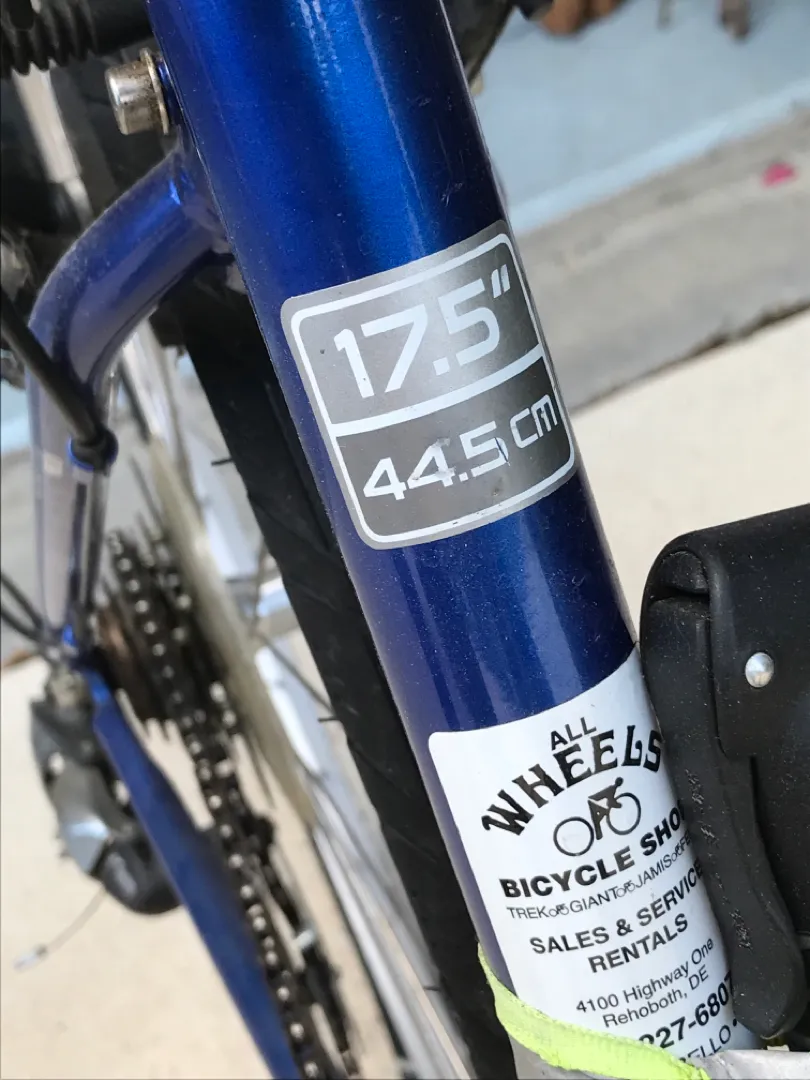 17.5"
44.5 CM
ALL
WHEELS
BICYCLE SHO
TREK GIANT JAMIS
SALES & SERVICE
RENTALS
4100 Highway One
Rehoboth, DE
227-6807
ELLO